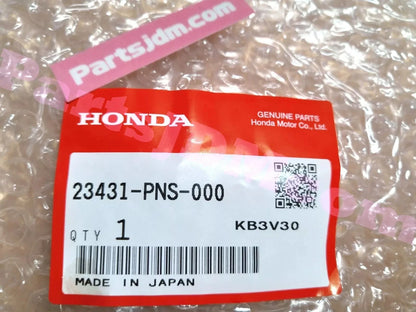 Partsjdm.com
HONDA
GENUINE PARTS
Honda Motor Co., Ltd.
23431-PNS-000
QTY 1
KB3V30
MADE IN JAPAN